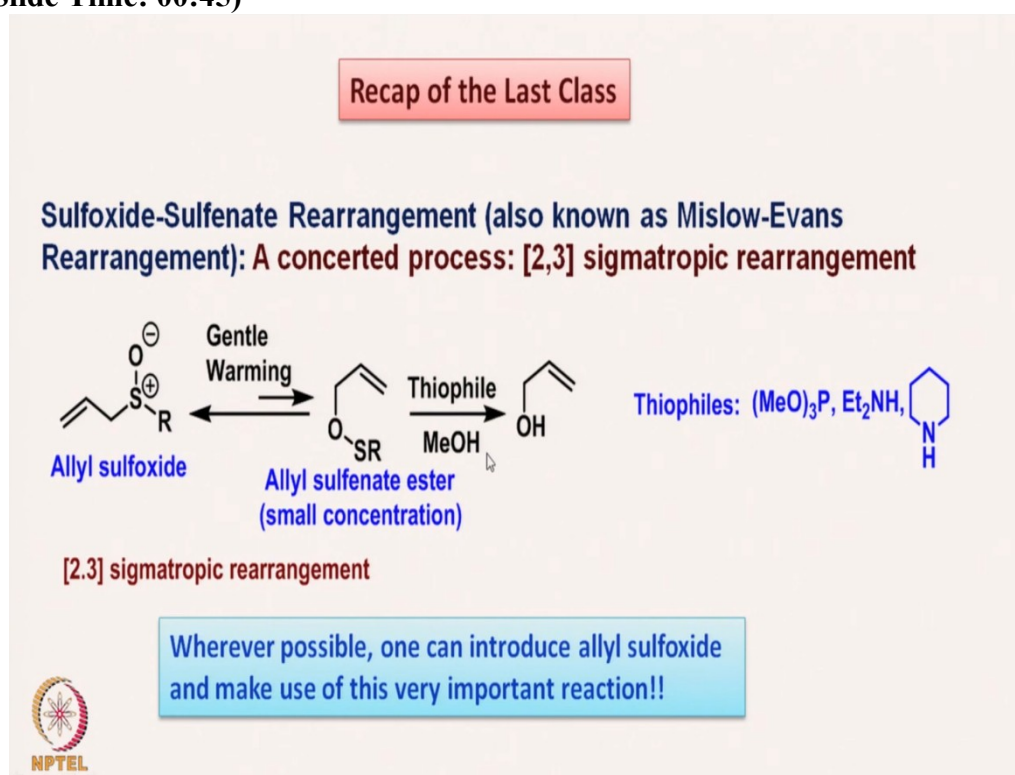 Slide Time: 00:45)
Recap of the Last Class
Sulfoxide-Sulfenate Rearrangement (also known as Mislow-Evans
Rearrangement): A concerted process: [2,3] sigmatropic rearrangement
O
S
R
Allyl sulfoxide
Gentle
Warming
O
SR
Allyl sulfenate ester
(small concentration)
Thiophile
MeOH
OH
Thiophiles: (MeO)₃P, Et₂NH,
N
H
[2.3] sigmatropic rearrangement
Wherever possible, one can introduce allyl sulfoxide
and make use of this very important reaction!!
NPTEL